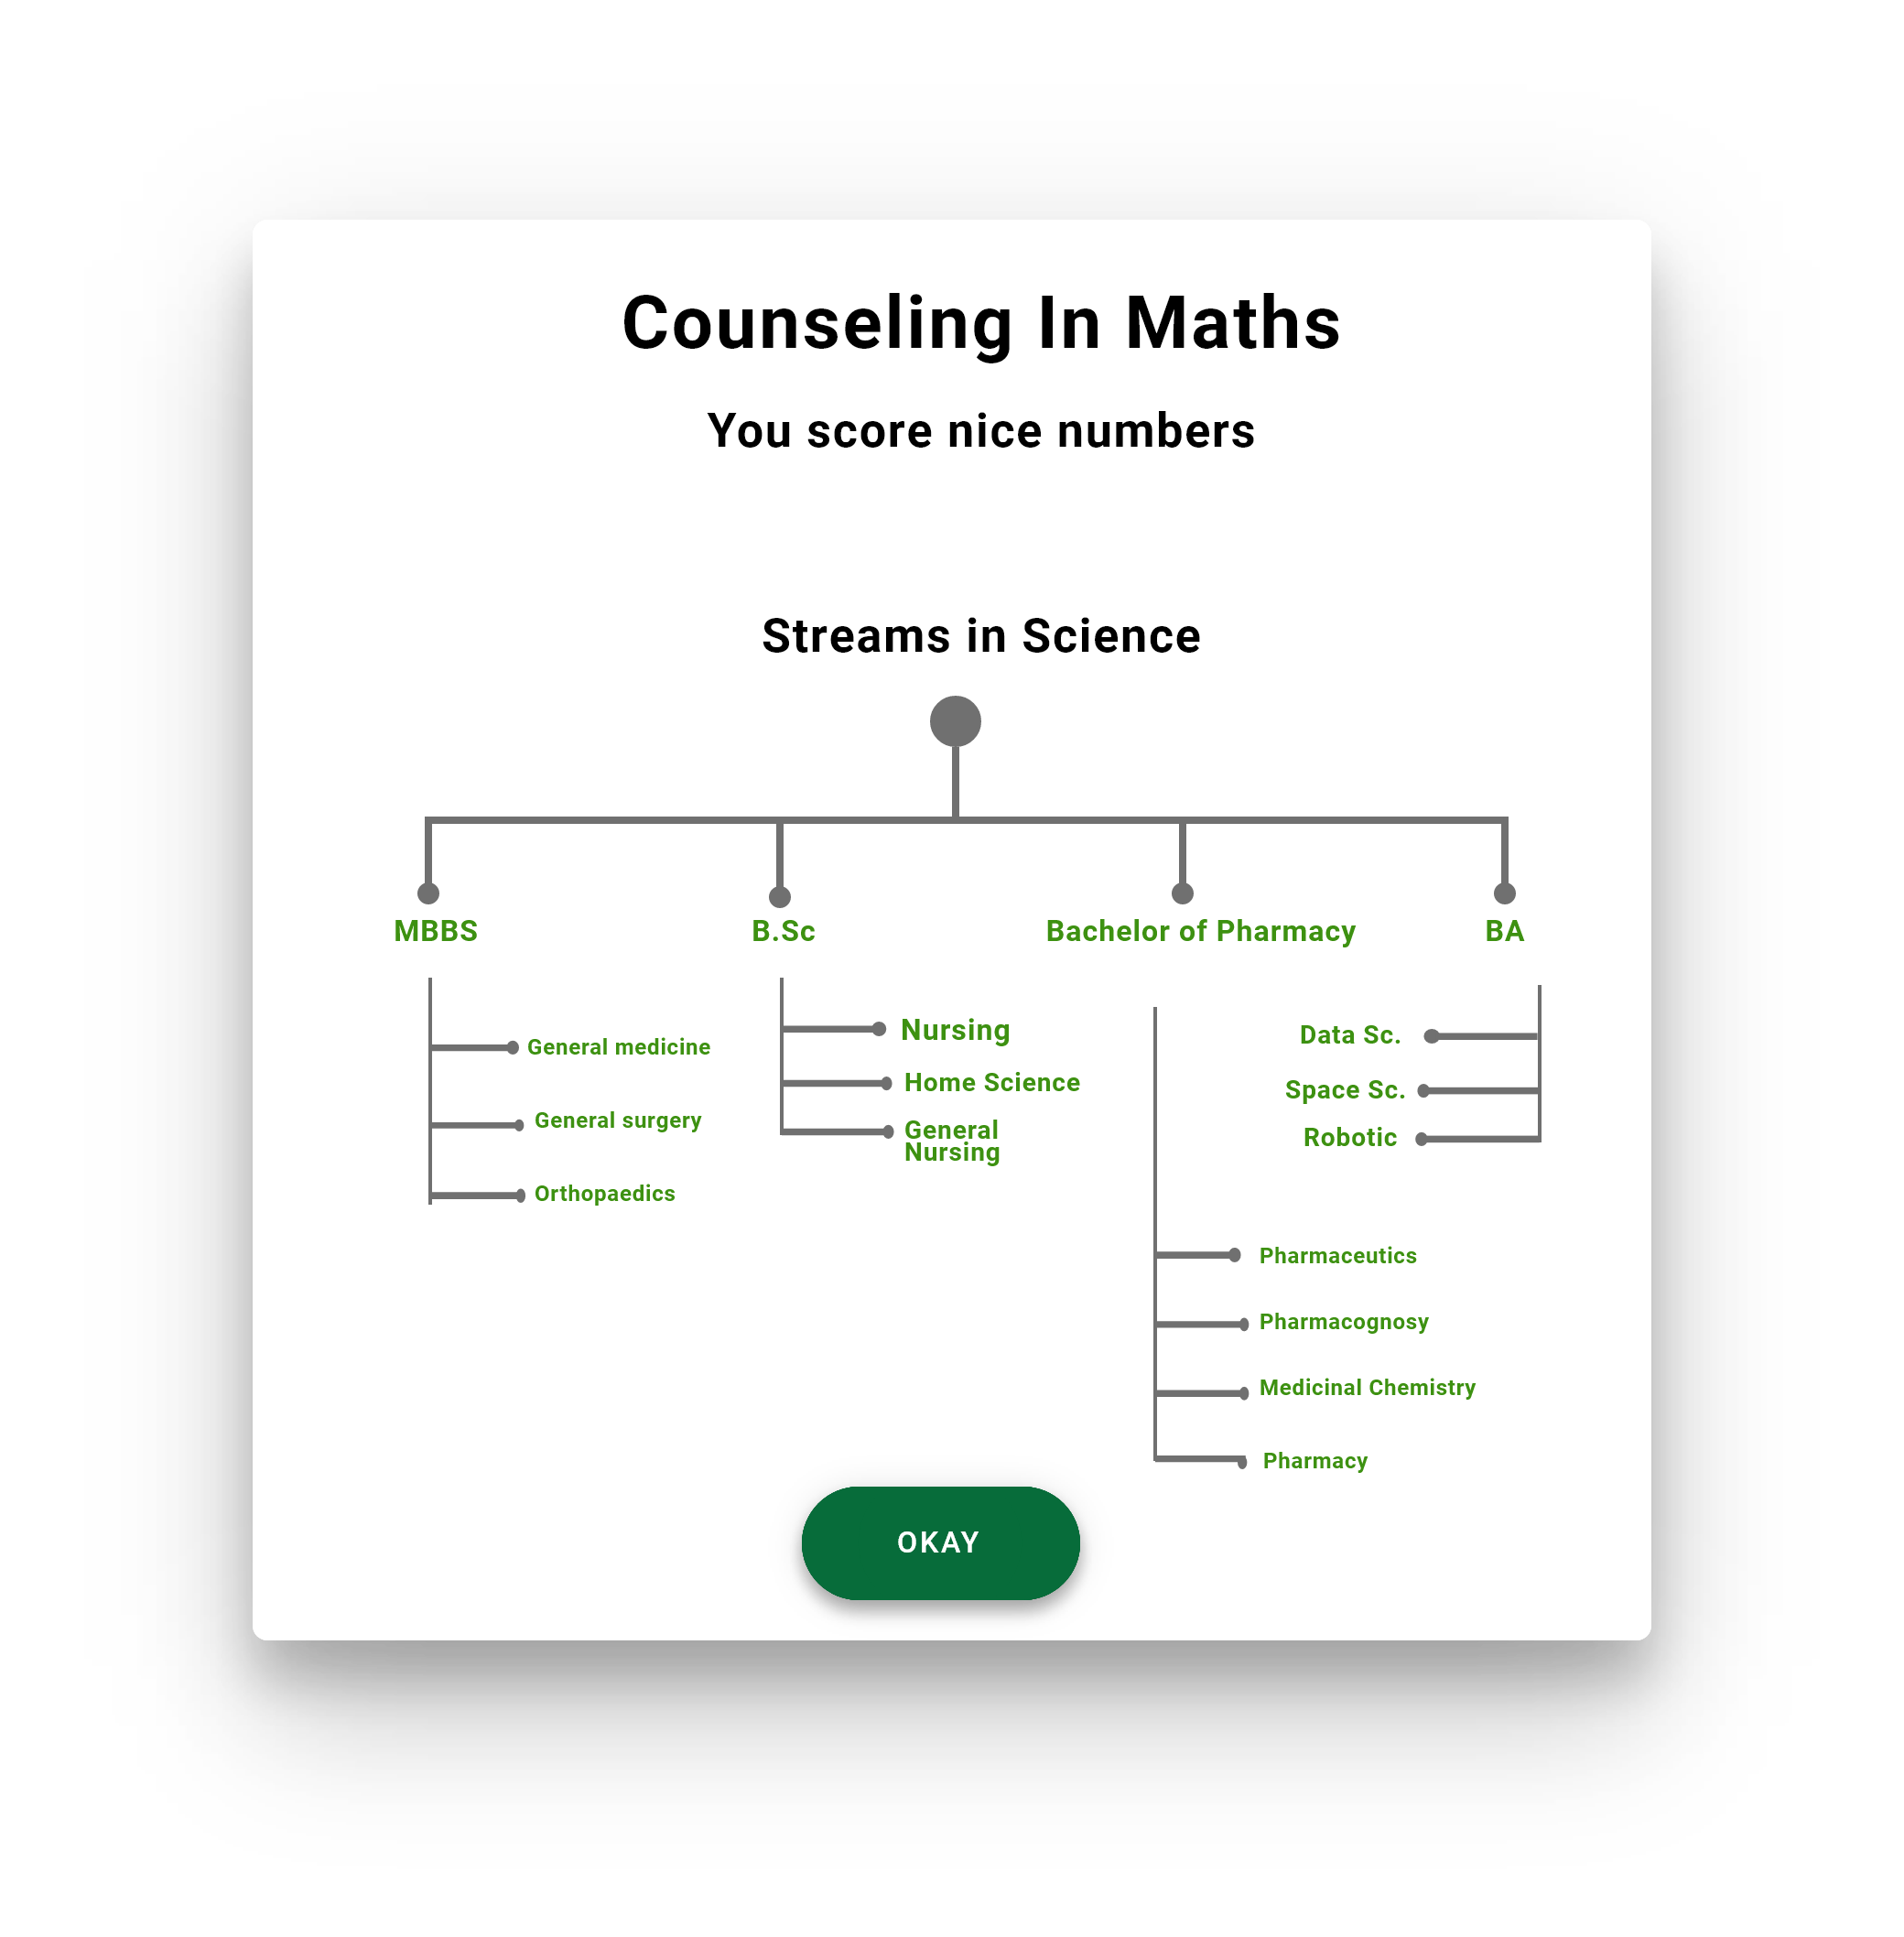 Counseling In Maths
You score nice numbers
Streams in Science
MBBS
B.Sc
Bachelor of Pharmacy
BA
General medicine
General surgery
Orthopaedics
Nursing
Home Science
General
Nursing
Pharmaceutics
Pharmacognosy
Medicinal Chemistry
Pharmacy
Data Sc.
Space Sc.
Robotic
OKAY